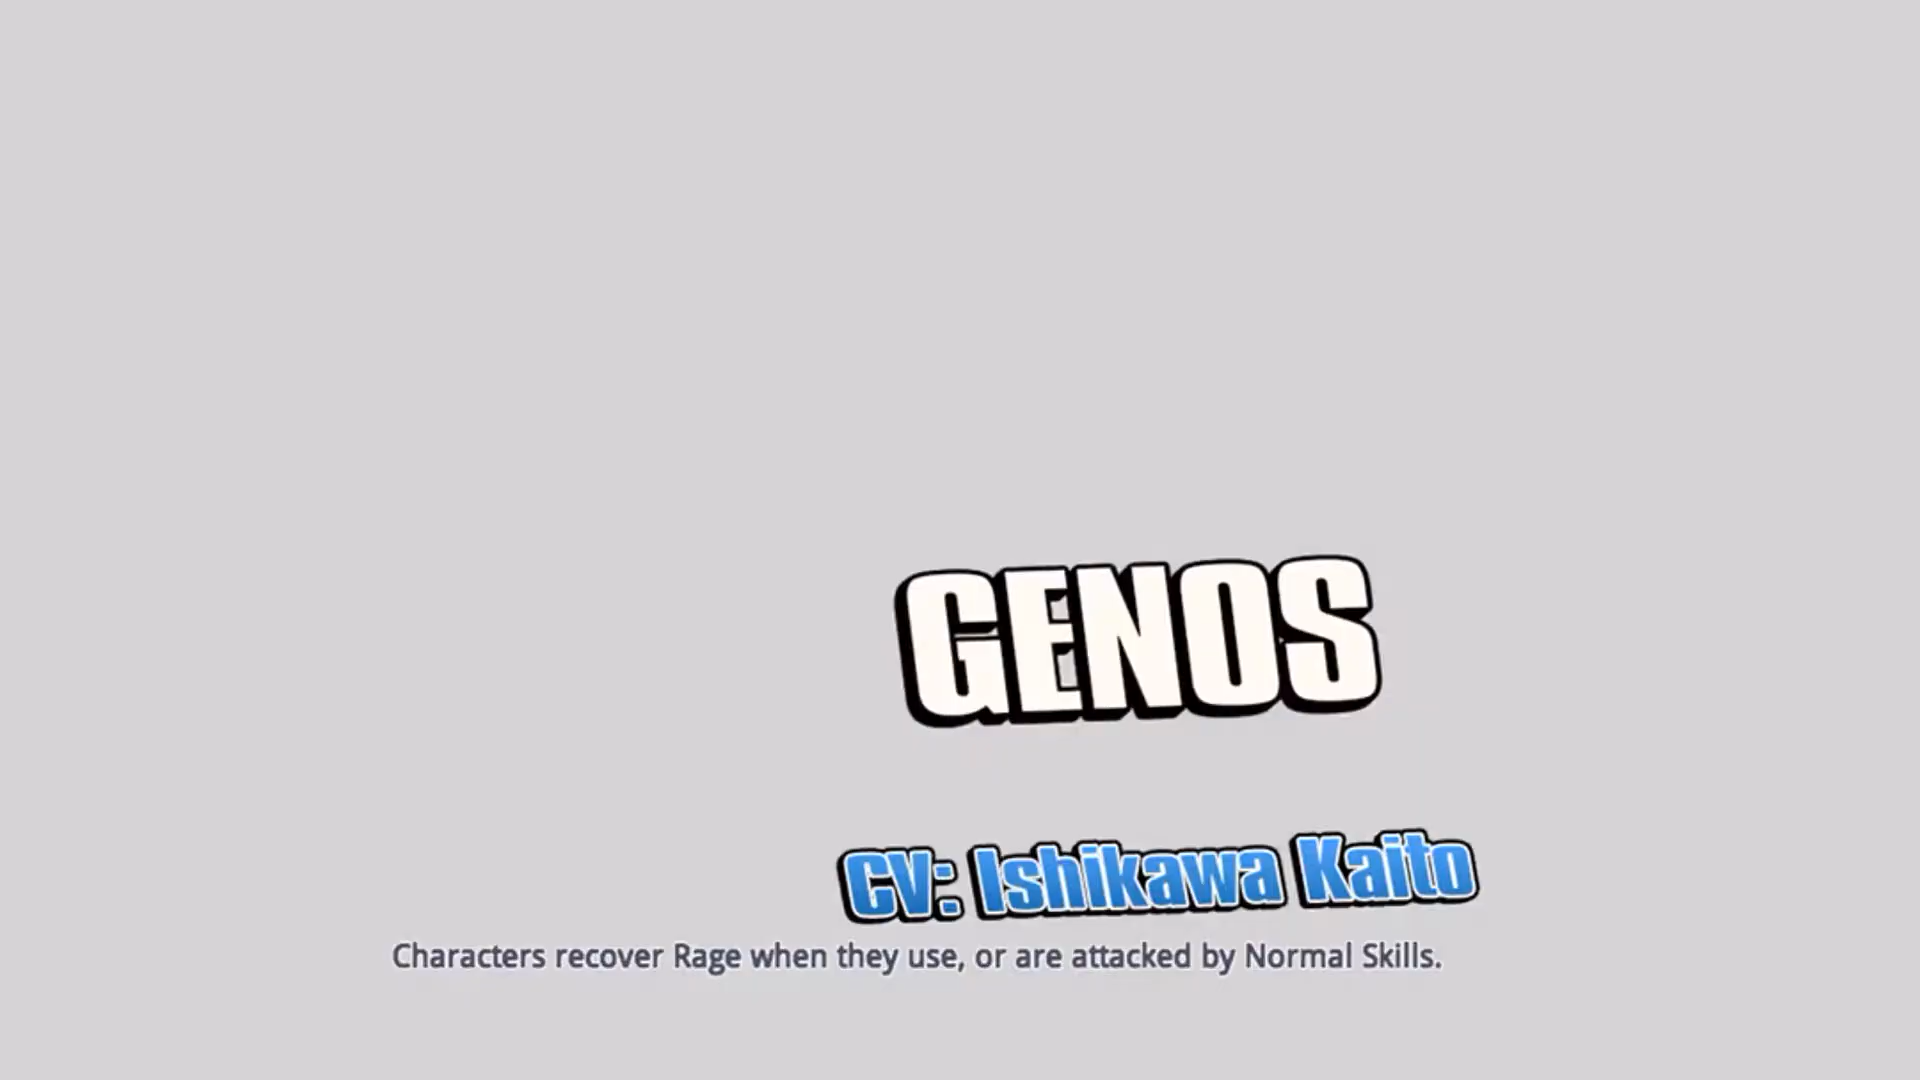 GENOS
CV: Ishikawa Kaito
Characters recover Rage when they use, or are attacked by Normal Skills.